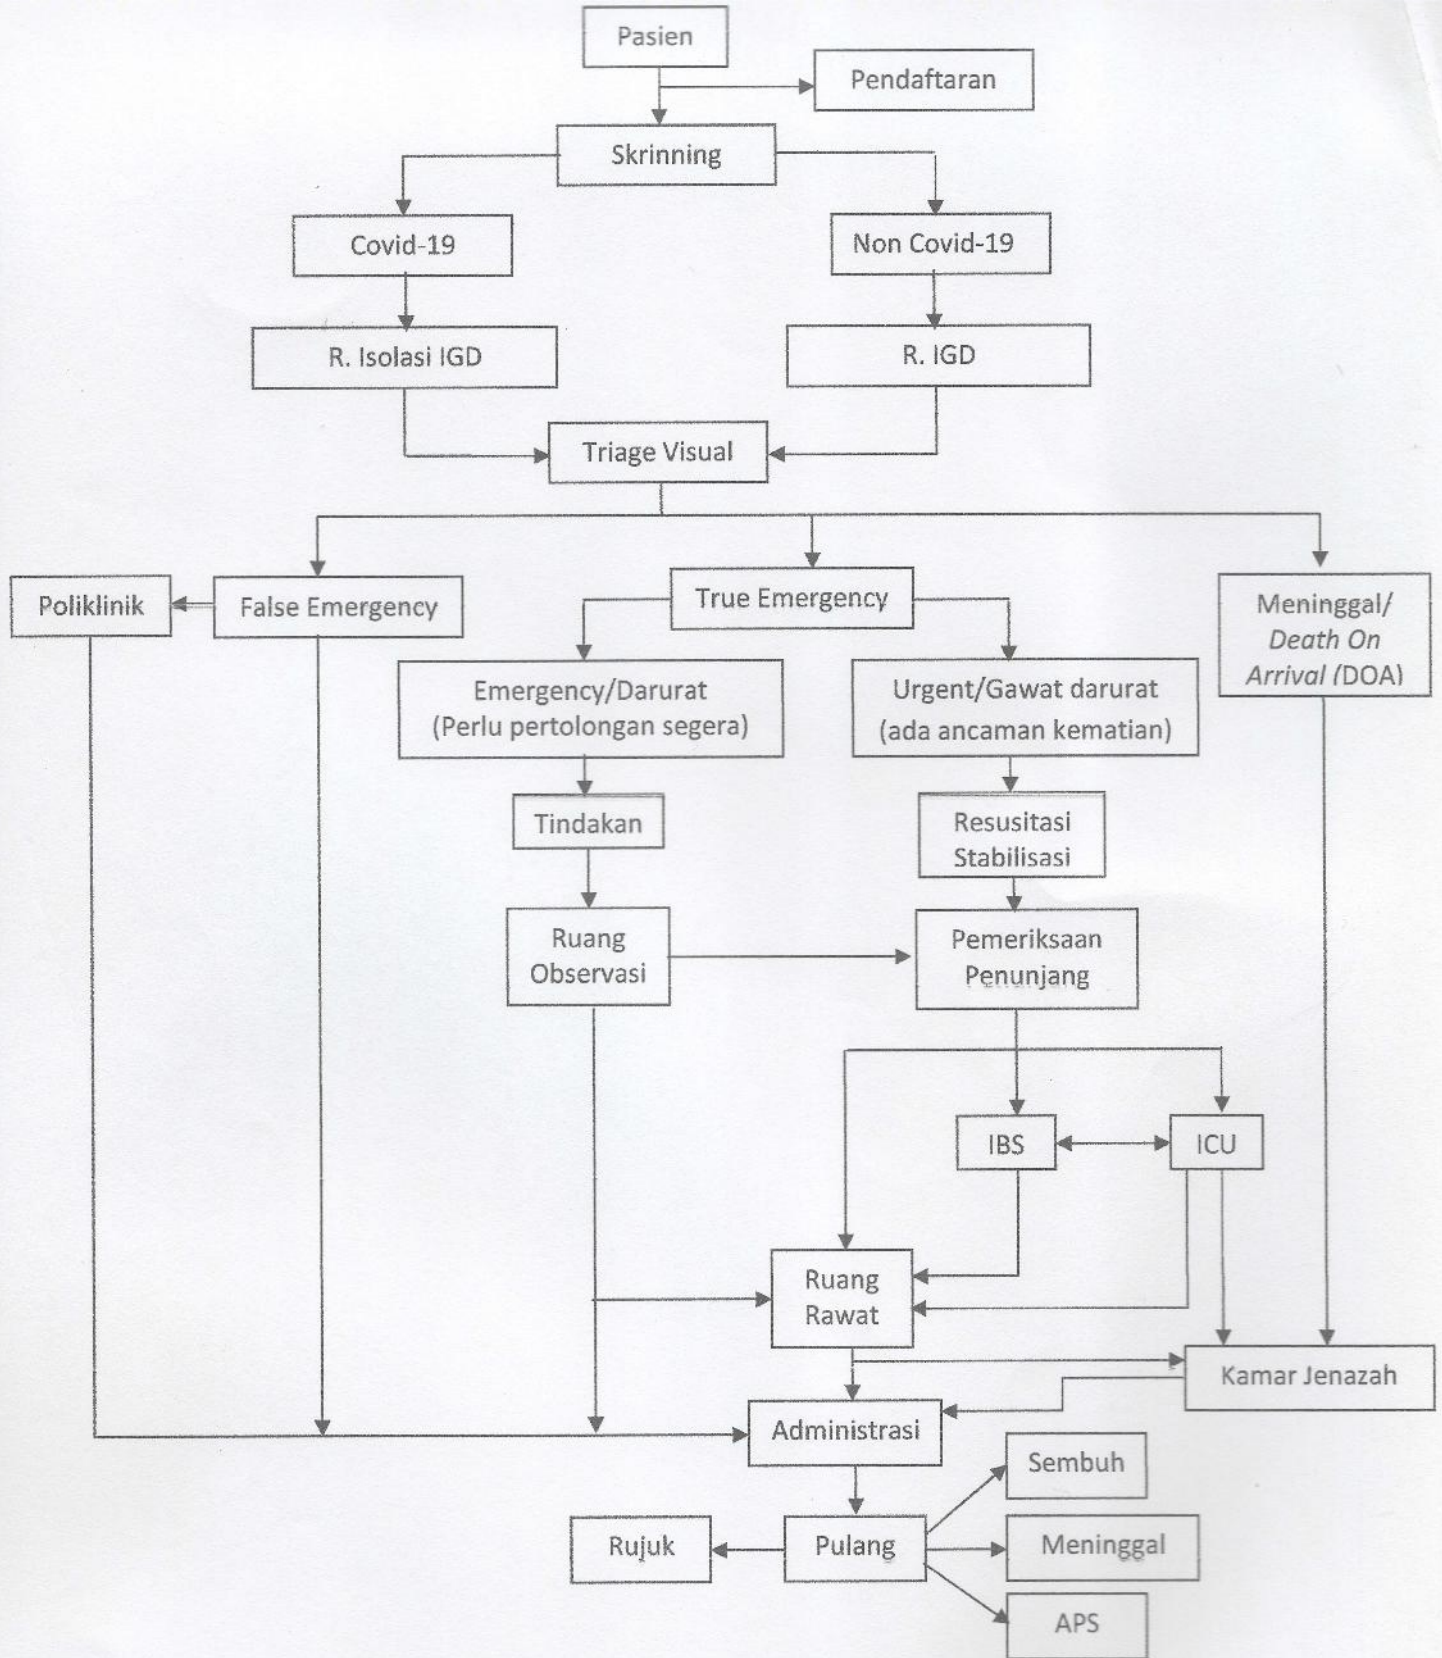 Pasien
Pendaftaran
Skrinning
Covid-19
Non Covid-19
R. Isolasi IGD
R. IGD
Triage Visual
Poliklinik
False Emergency
True Emergency
Meninggal/
Death On
Arrival (DOA)
Emergency/Darurat
(Perlu pertolongan segera)
Urgent/Gawat darurat
(ada ancaman kematian)
Tindakan
Resusitasi
Stabilisasi
Ruang
Observasi
Pemeriksaan
Penunjang
IBS
ICU
Ruang
Rawat
Kamar Jenazah
Administrasi
Sembuh
Rujuk
Pulang
Meninggal
APS